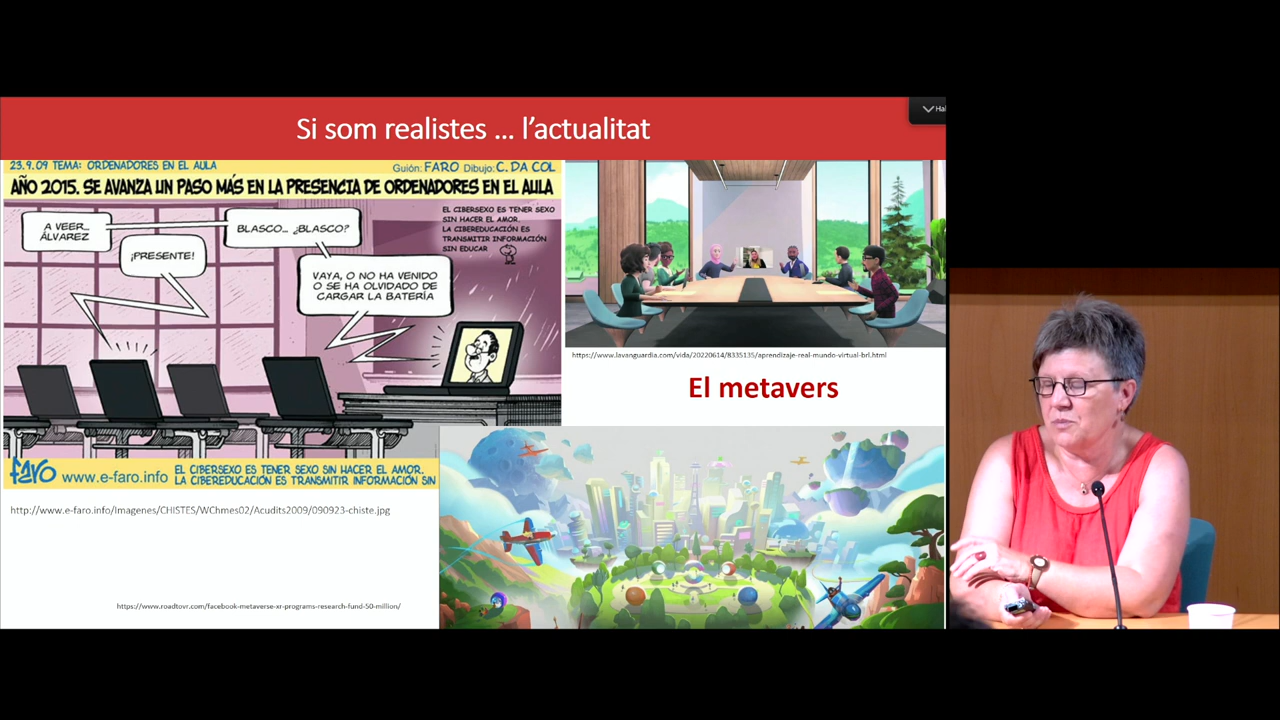 Si som realistes ... l'actualitat
23.9.09 TEMA: ORDENADORES EN EL AULA
Guión: FARO Dibujo: C. DA COL
AÑO 2015. SE AVANZA UN PASO MÁS EN LA PRESENCIA DE ORDENADORES EN EL AULA
A VEER...
ÁLVAREZ
¡PRESENTE!
BLASCO... ¿BLASCO?
VAYA, O NO HA VENIDO
O SE HA OLVIDADO DE
CARGAR LA BATERÍA
EL CIBERSEXO ES TENER SEXO
SIN HACER EL AMOR.
LA CIBEREDUCACIÓN ES
TRANSMITIR INFORMACIÓN
SIN EDUCAR
FARO www.e-faro.info
EL CIBERSEXO ES TENER SEXO SIN HACER EL AMOR.
LA CIBEREDUCACIÓN ES TRANSMITIR INFORMACIÓN SIN
http://www.e-faro.info/Imagenes/CHISTES/WChmes02/Acudits2009/090923-chiste.jpg
https://www.lavanguardia.com/vida/20220614/8335135/aprendizaje-real-mundo-virtual-brl.html
El metavers
https://www.roadtovr.com/facebook-metaverse-xr-programs-research-fund-50-million/